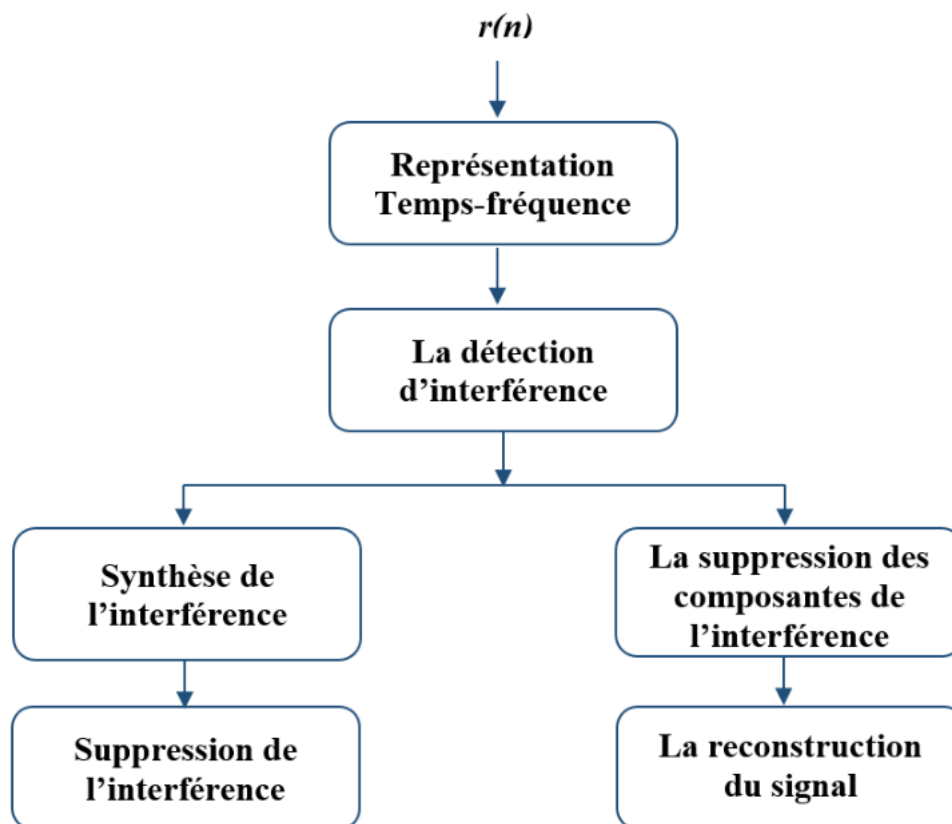 r(n)
Représentation
Temps-fréquence
La détection
d’interférence
Synthèse de
l’interférence
Suppression de
l’interférence
La suppression des
composantes de
l’interférence
La reconstruction
du signal